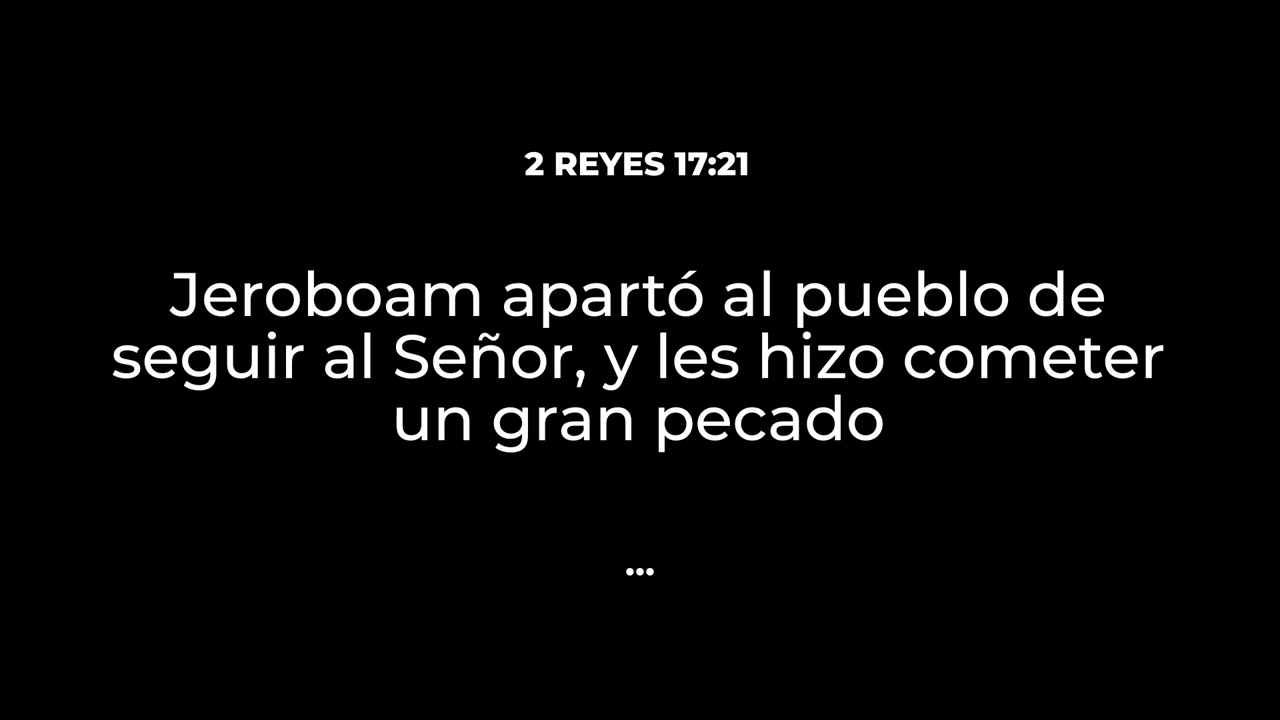 2 REYES 17:21
Jeroboam apartó al pueblo de
seguir al Señor, y les hizo cometer
un gran pecado
...